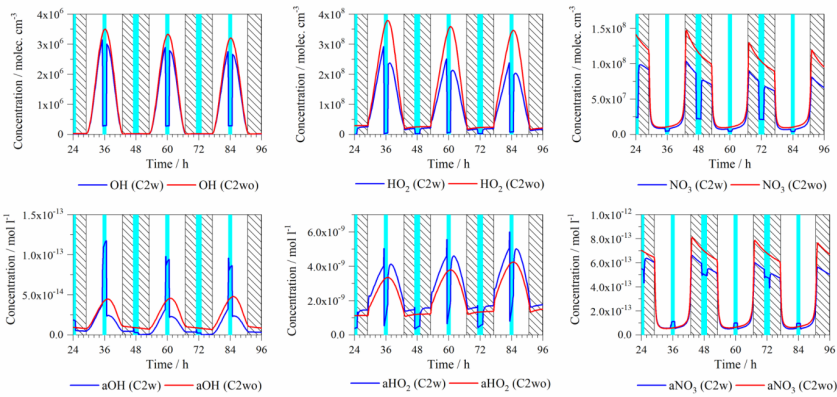 Concentration / molec. cm-3
4x10^6
3x10^6
2x10^6
1x10^6
0
24 36 48 60 72 84 96
Time / h
OH (C2w) OH (C2wo)
Concentration / molec. cm-3
4x10^8
3x10^8
2x10^8
1x10^8
0
24 36 48 60 72 84 96
Time / h
HO2 (C2w) HO2 (C2wo)
Concentration / molec. cm-3
1.5x10^8
1.0x10^8
5.0x10^7
0.0
24 36 48 60 72 84 96
Time / h
NO3 (C2w) NO3 (C2wo)
Concentration / mol l-1
1.5x10^-13
1.0x10^-13
5.0x10^-14
0.0
24 36 48 60 72 84 96
Time / h
aOH (C2w) aOH (C2wo)
Concentration / mol l-1
6.0x10^-9
4.0x10^-9
2.0x10^-9
0.0
24 36 48 60 72 84 96
Time / h
aHO2 (C2w) aHO2 (C2wo)
Concentration / mol l-1
1.0x10^-12
8.0x10^-13
6.0x10^-13
4.0x10^-13
2.0x10^-13
0.0
24 36 48 60 72 84 96
Time / h
aNO3 (C2w) aNO3 (C2wo)